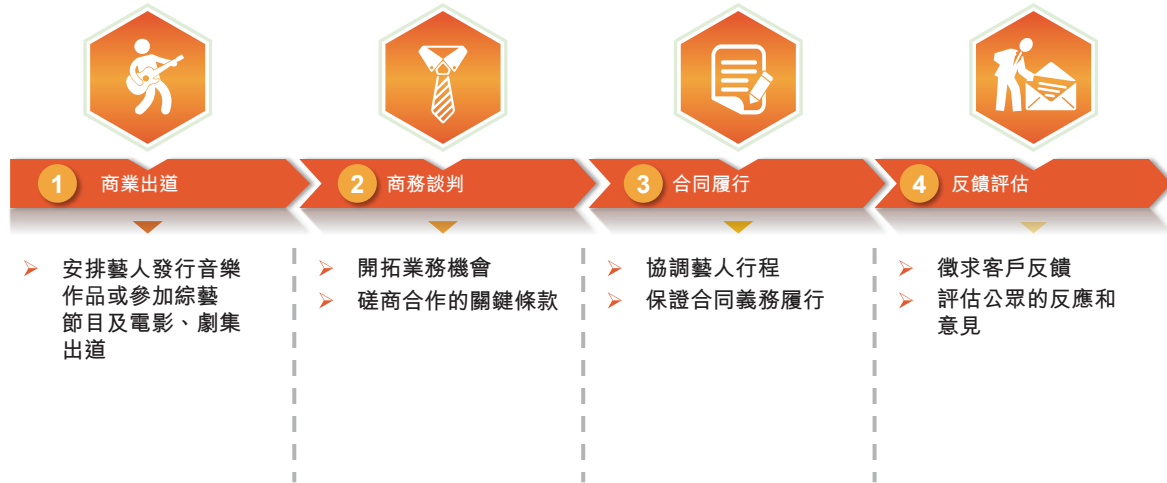 1 商業出道
2 商務談判
3 合同履行
4 反饋評估
安排藝人發行音樂
作品或參加綜藝
節目及電影、劇集
出道
開拓業務機會
磋商合作的關鍵條款
協調藝人行程
保證合同義務履行
徵求客戶反饋
評估公眾的反應和
意見